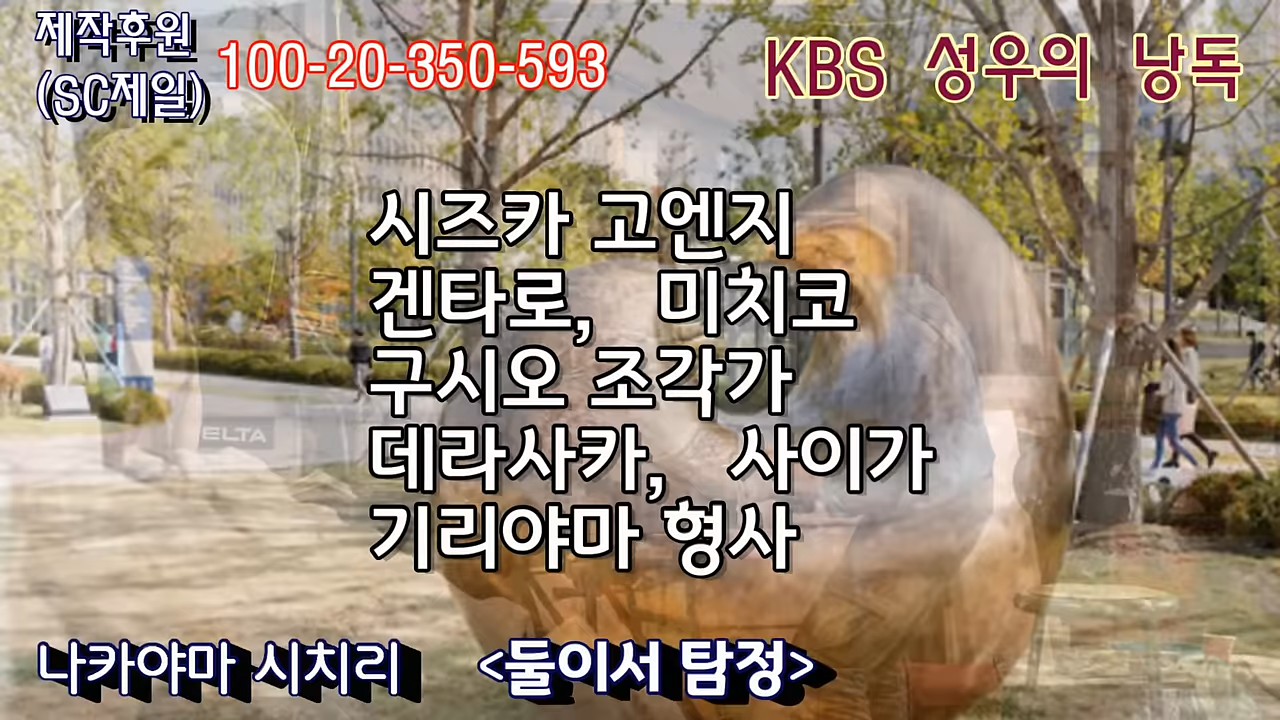 제작후원
(SC제일)
100-20-350-593
KBS 성우의 낭독
시즈카 고엔지
겐타로, 미치코
구시오 조각가
데라사카, 사이가
기리야마 형사
ELTA
나카야마 시치리 <둘이서 탐정>